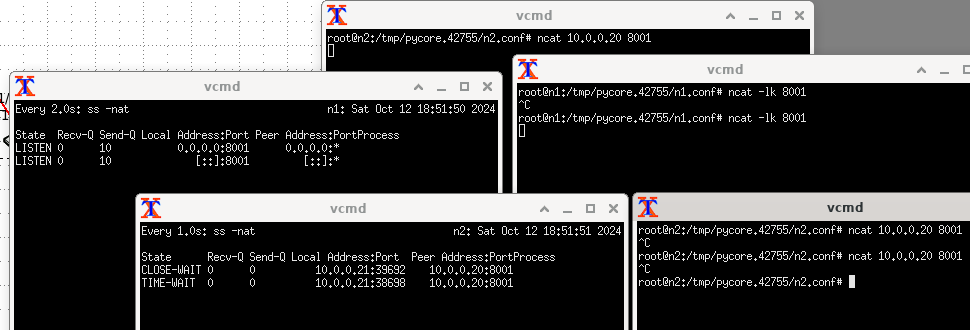 vcmd
root@n2:/tmp/pycore.42755/n2.conf# ncat 10.0.0.20 8001
vcmd
root@n1:/tmp/pycore.42755/n1.conf# ncat -lk 8001
^C
root@n1:/tmp/pycore.42755/n1.conf# ncat -lk 8001
vcmd
Every 2.0s: ss -nat n1: Sat Oct 12 18:51:50 2024
State Recv-Q Send-Q Local Address:Port Peer Address:PortProcess
LISTEN 0 10 0.0.0.0:8001 0.0.0.0:*
LISTEN 0 10 [::]:8001 [::]:*
vcmd
Every 1.0s: ss -nat n2: Sat Oct 12 18:51:51 2024
State Recv-Q Send-Q Local Address:Port Peer Address:PortProcess
CLOSE-WAIT 0 0 10.0.0.21:39692 10.0.0.20:8001
TIME-WAIT 0 0 10.0.0.21:38698 10.0.0.20:8001
vcmd
root@n2:/tmp/pycore.42755/n2.conf# ncat 10.0.0.20 8001
^C
root@n2:/tmp/pycore.42755/n2.conf# ncat 10.0.0.20 8001
^C
root@n2:/tmp/pycore.42755/n2.conf#